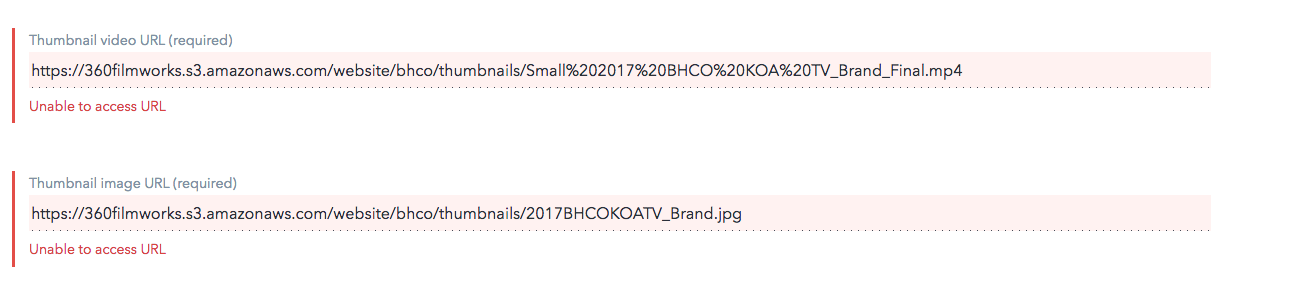 Thumbnail video URL (required)
https://360filmworks.s3.amazonaws.com/website/bhco/thumbnails/Small%202017%20BHCO%20KOA%20TV_Brand_Final.mp4
Unable to access URL
Thumbnail image URL (required)
https://360filmworks.s3.amazonaws.com/website/bhco/thumbnails/2017BHCOKOATV_Brand.jpg
Unable to access URL